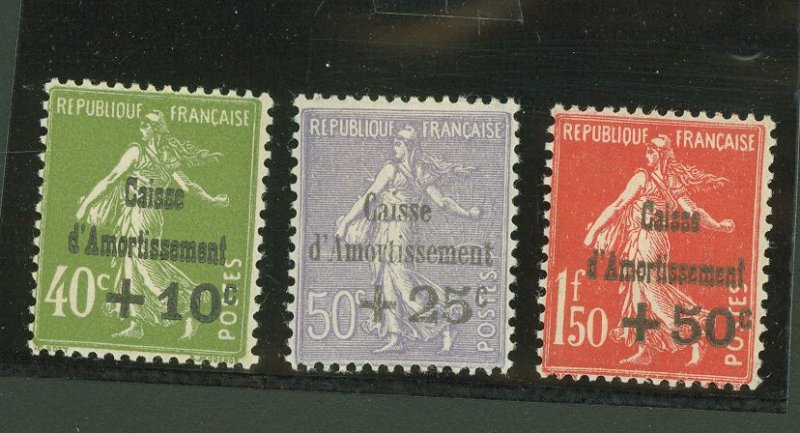 REPUBLIQUE FRANÇAISE
Caisse
d'Amortissement
40c
+10c
POSTES
REPUBLIQUE FRANÇAISE
Caisse
d'Amortissement
50c
+25c
POSTES
REPUBLIQUE FRANÇAISE
Caisse
d'Amortissement
1f50
+50c
POSTES